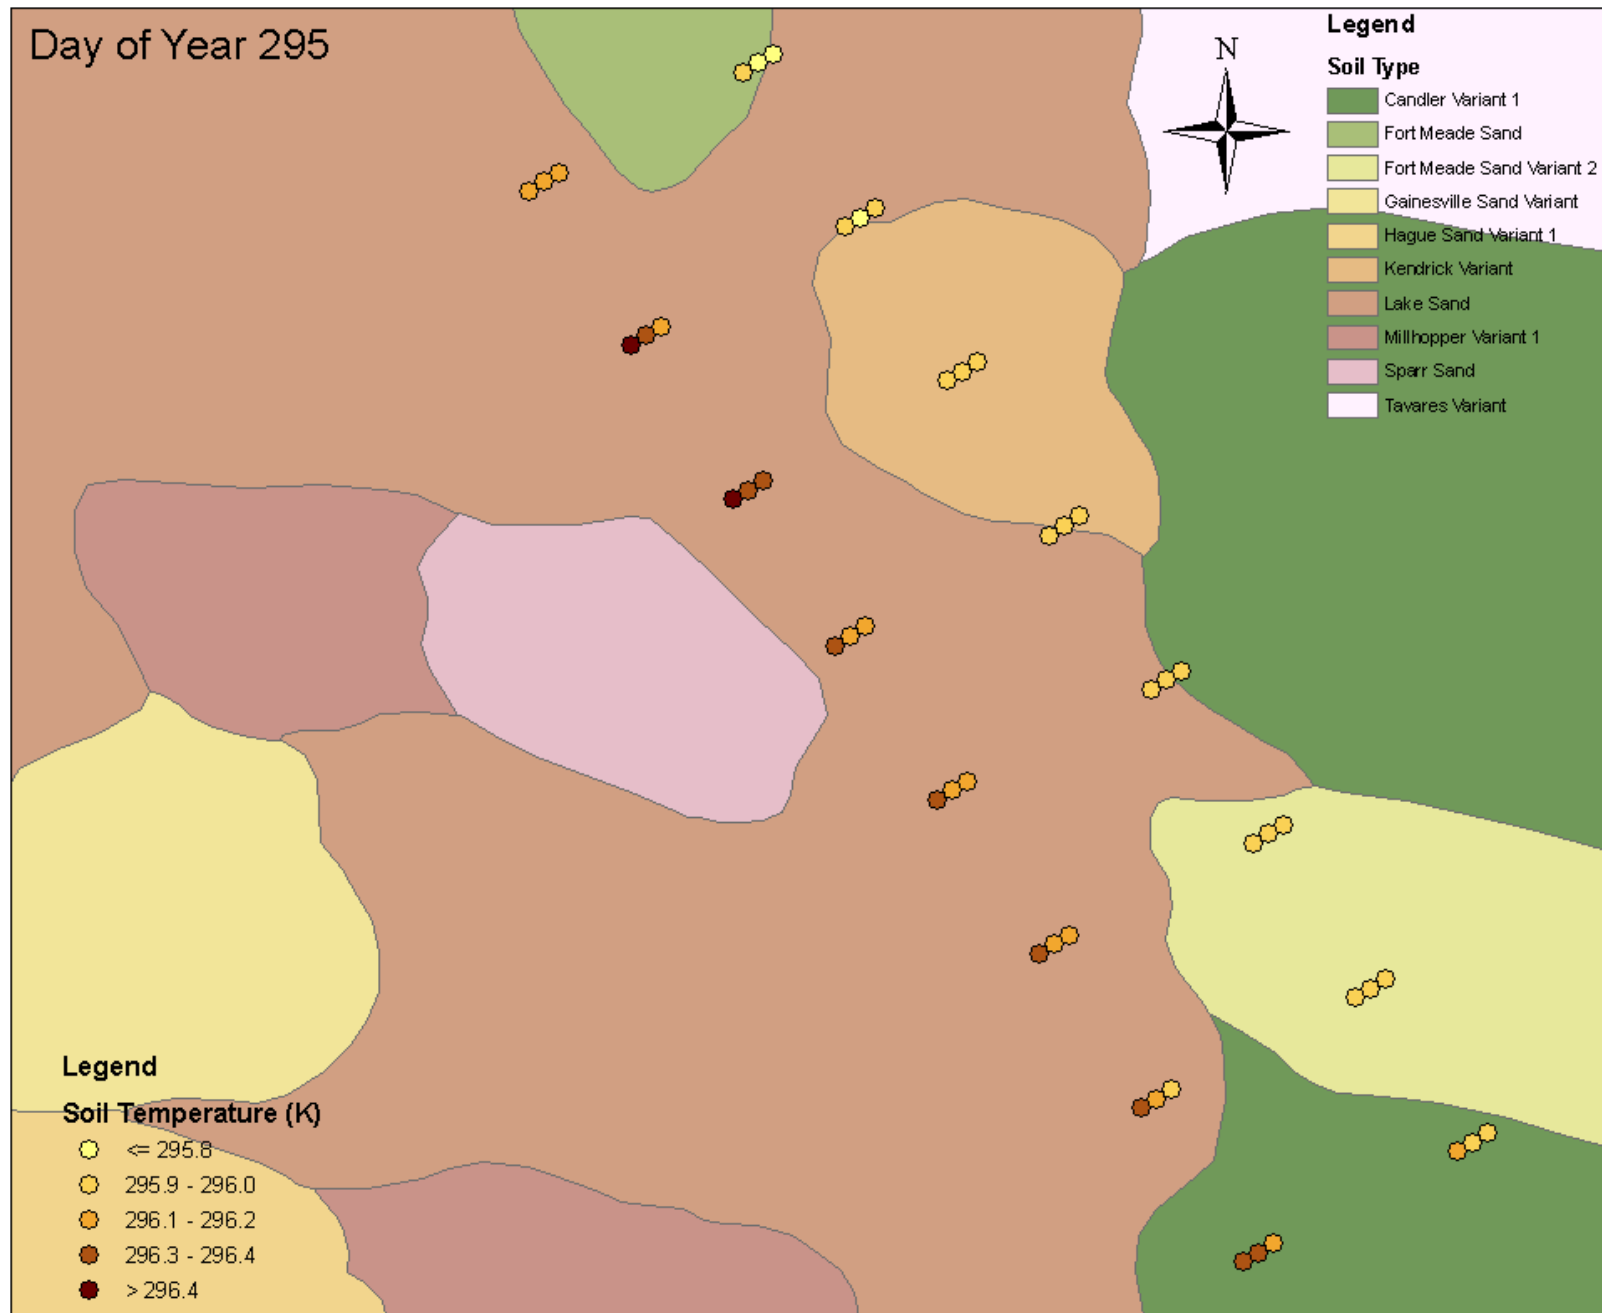 Day of Year 295
N
Legend
Soil Type
Candler Variant 1
Fort Meade Sand
Fort Meade Sand Variant 2
Gainesville Sand Variant
Hague Sand Variant 1
Kendrick Variant
Lake Sand
Millhopper Variant 1
Sparr Sand
Tavares Variant
Legend
Soil Temperature (K)
<= 295.8
295.9 - 296.0
296.1 - 296.2
296.3 - 296.4
> 296.4